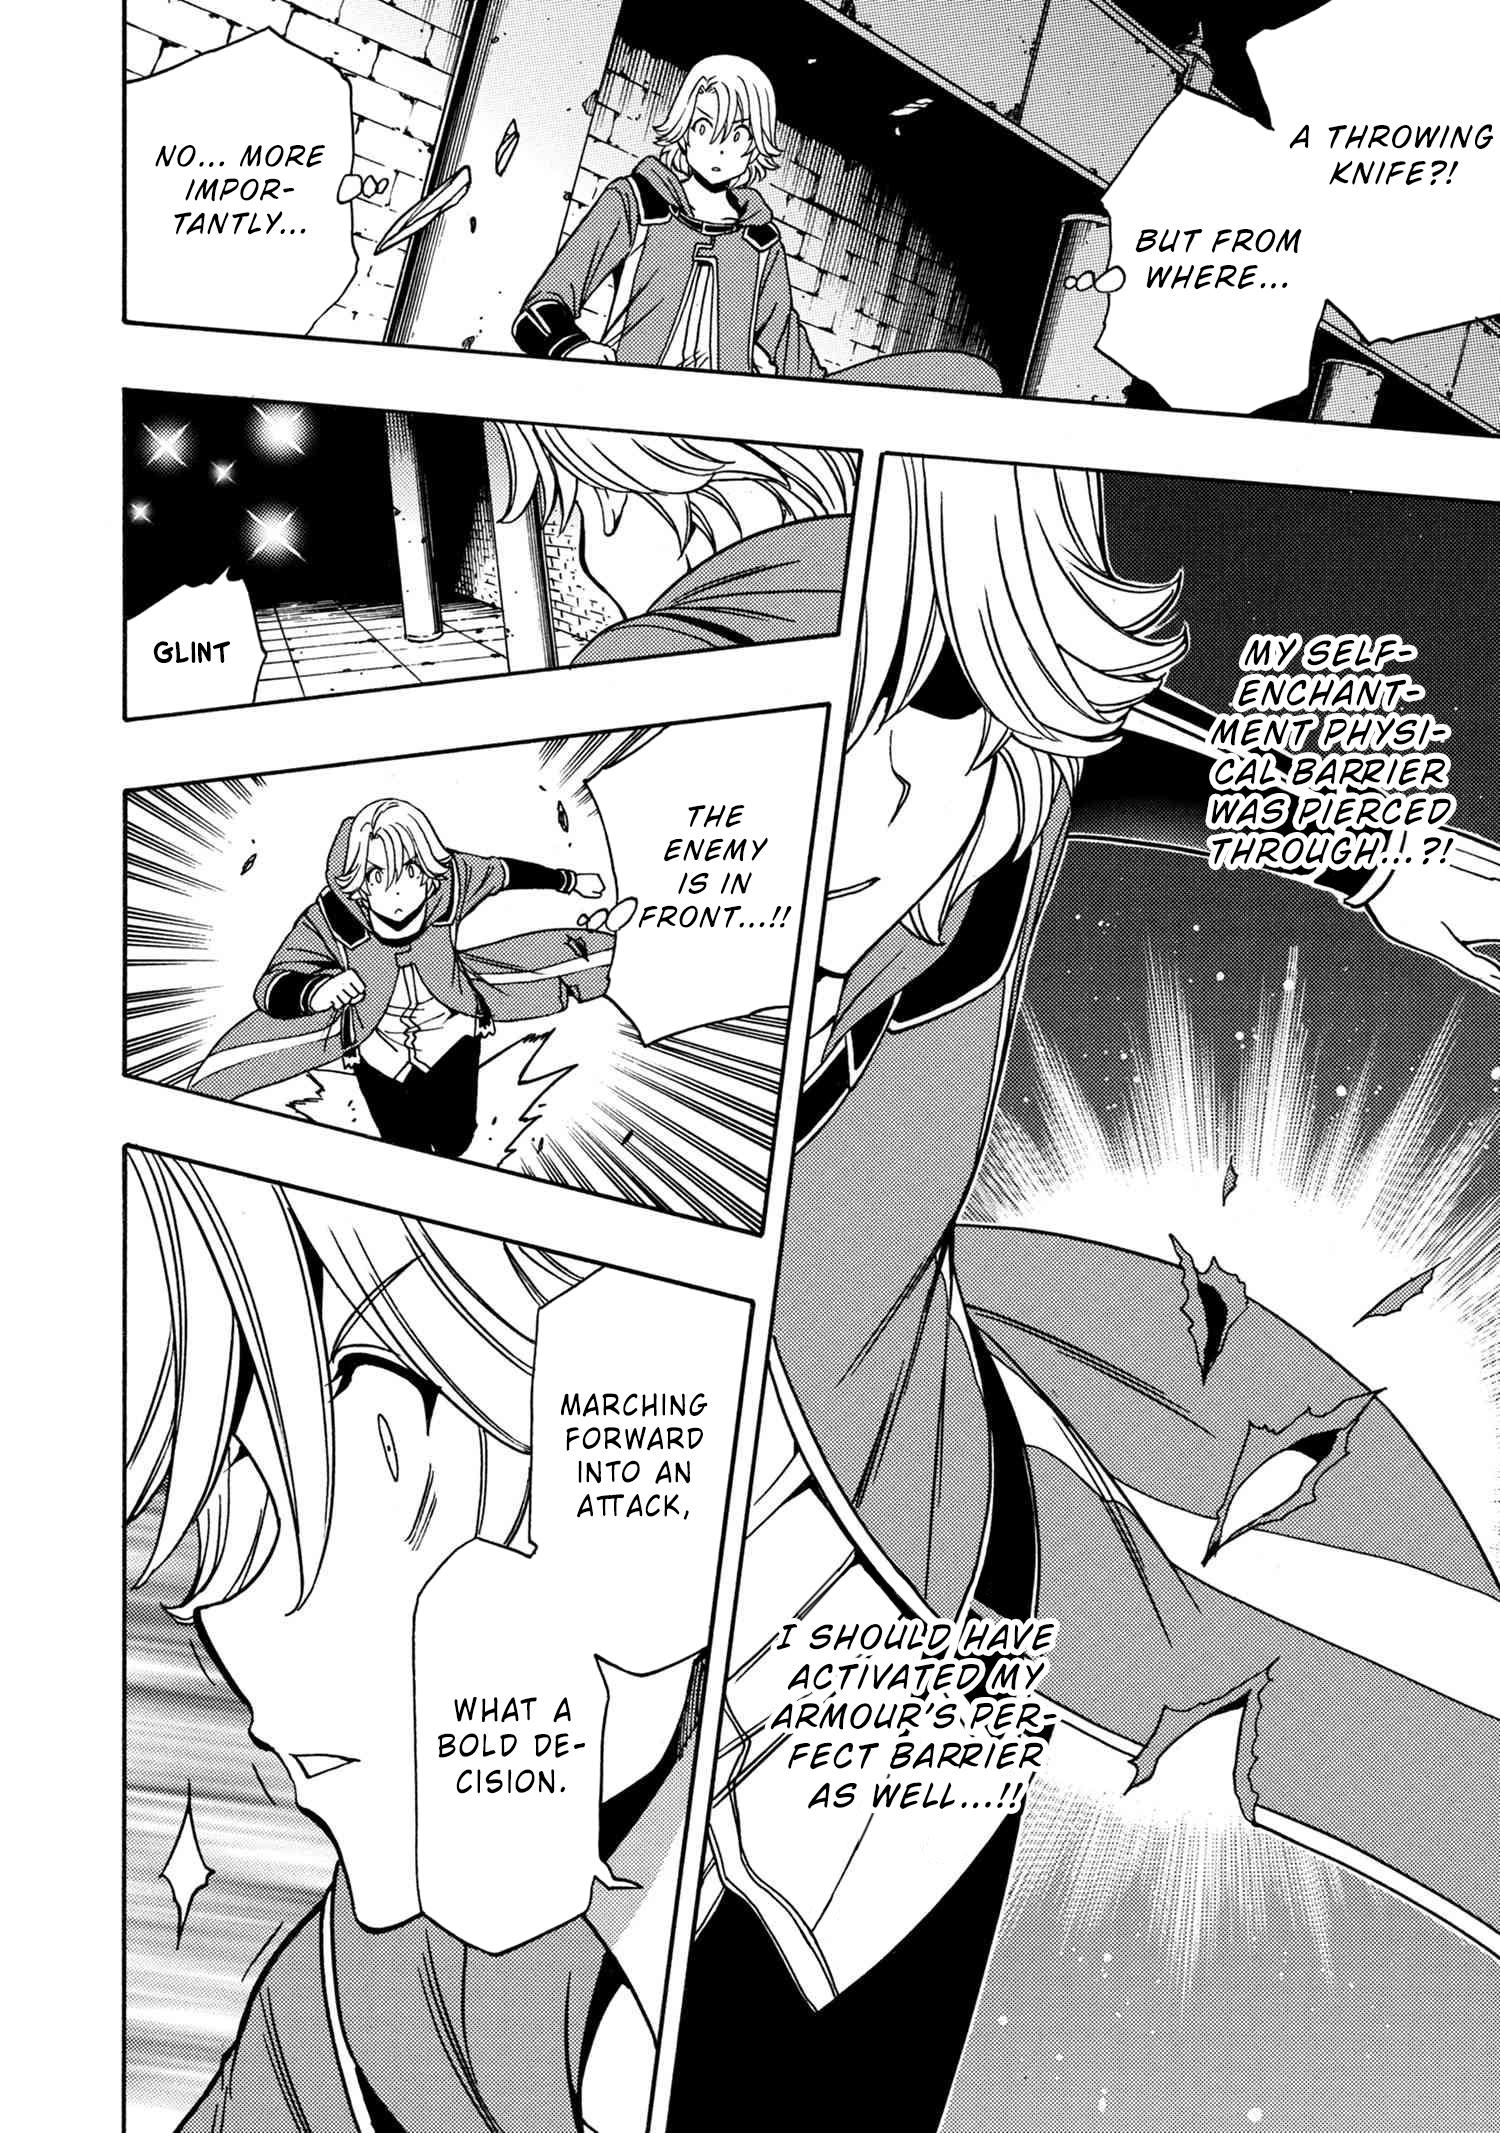 A THROWING
KNIFE?!
BUT FROM
WHERE...
NO... MORE
IMPOR-
TANTLY...
MY SELF-
ENCHANT-
MENT PHYSI-
CAL BARRIER
WAS PIERCED
THROUGH...?!
I SHOULD HAVE
ACTIVATED MY
ARMOUR'S PER-
FECT BARRIER
AS WELL...!!
GLINT
THE
ENEMY
IS IN
FRONT...!!
MARCHING
FORWARD
INTO AN
ATTACK,
WHAT A
BOLD DE-
CISION.